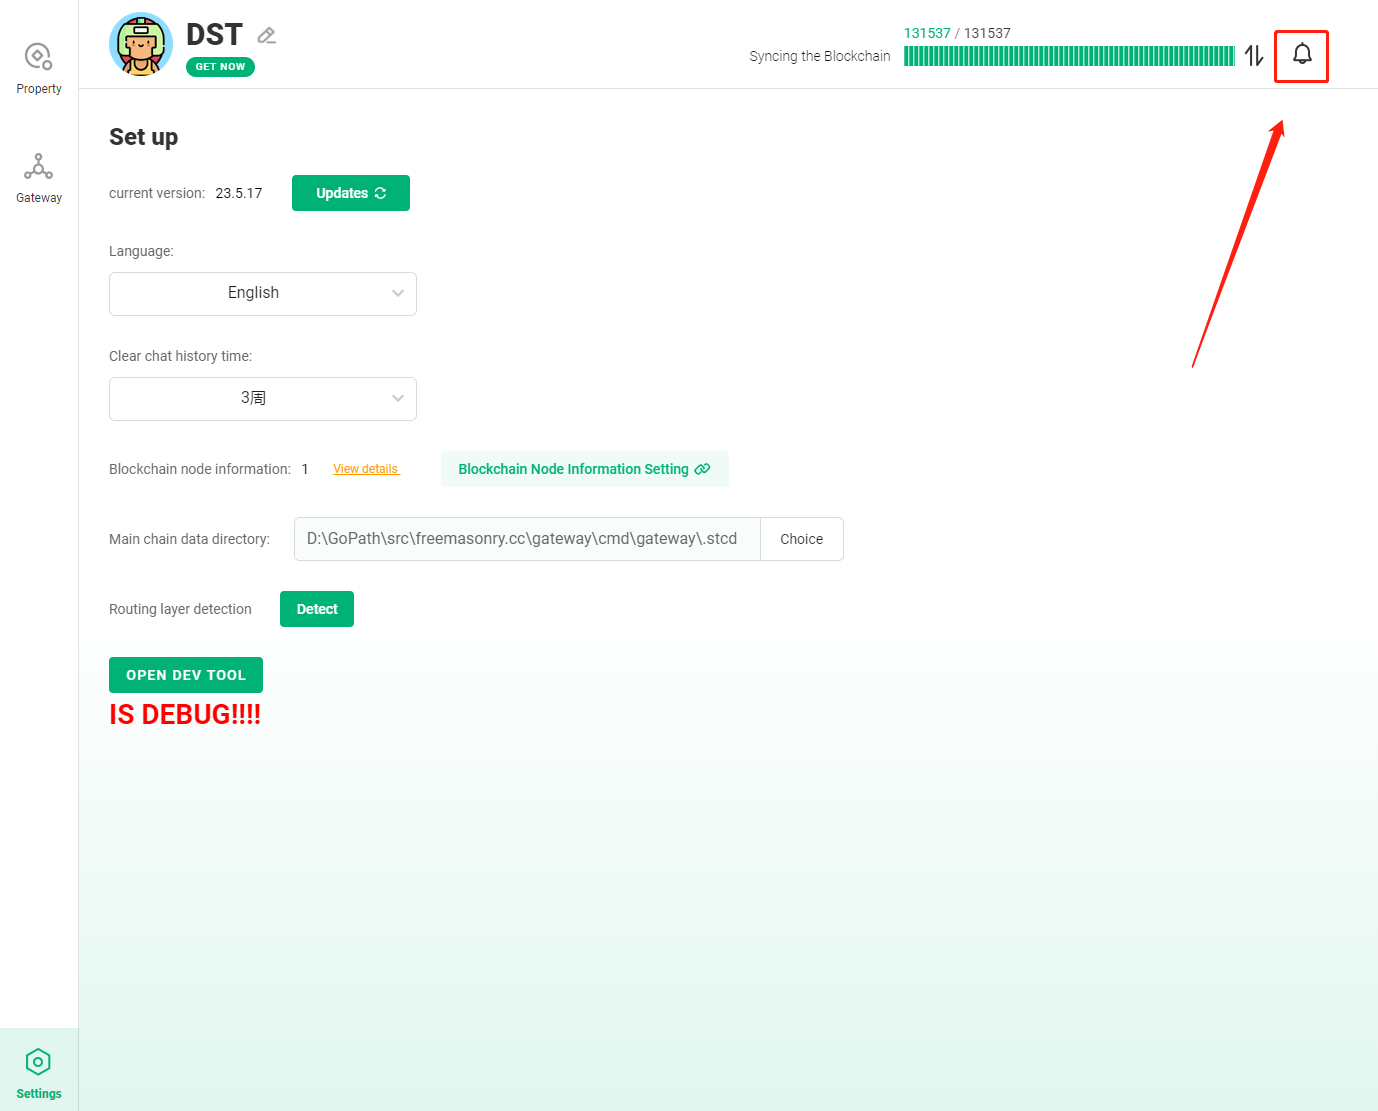 DST
GET NOW
131537 / 131537
Syncing the Blockchain
Property
Gateway
Set up
current version: 23.5.17
Updates
Language:
English
Clear chat history time:
3周
Blockchain node information: 1 View details
Blockchain Node Information Setting
Main chain data directory: D:\GoPath\src\freemasonry.cc\gateway\cmd\gateway\.stcd Choice
Routing layer detection Detect
OPEN DEV TOOL
IS DEBUG!!!!
Settings